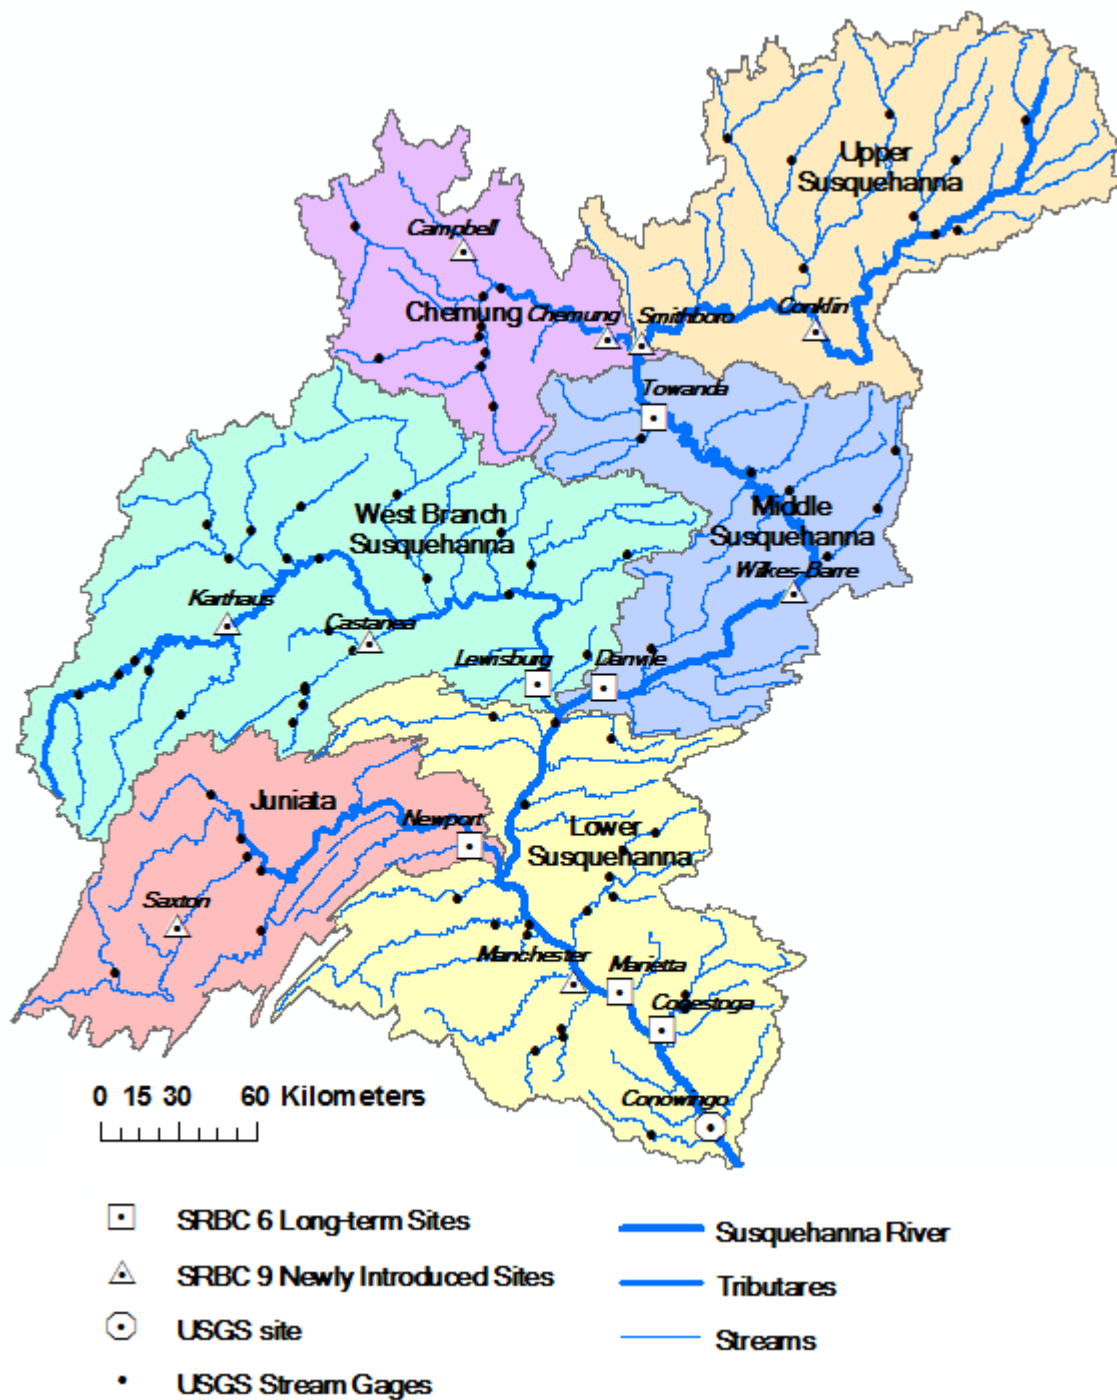 Upper
Susquehanna
Campbell
Chemung
Chemung
Smithboro
Conklin
Towanda
West Branch
Susquehanna
Middle
Susquehanna
Wilkes-Barre
Karthaus
Castanea
Lewisburg
Danville
Juniata
Newport
Lower
Susquehanna
Saxton
Manchester
Marietta
Conestoga
Conowingo
0 15 30 60 Kilometers
SRBC 6 Long-term Sites
SRBC 9 Newly Introduced Sites
USGS site
USGS Stream Gages
Susquehanna River
Tributares
Streams